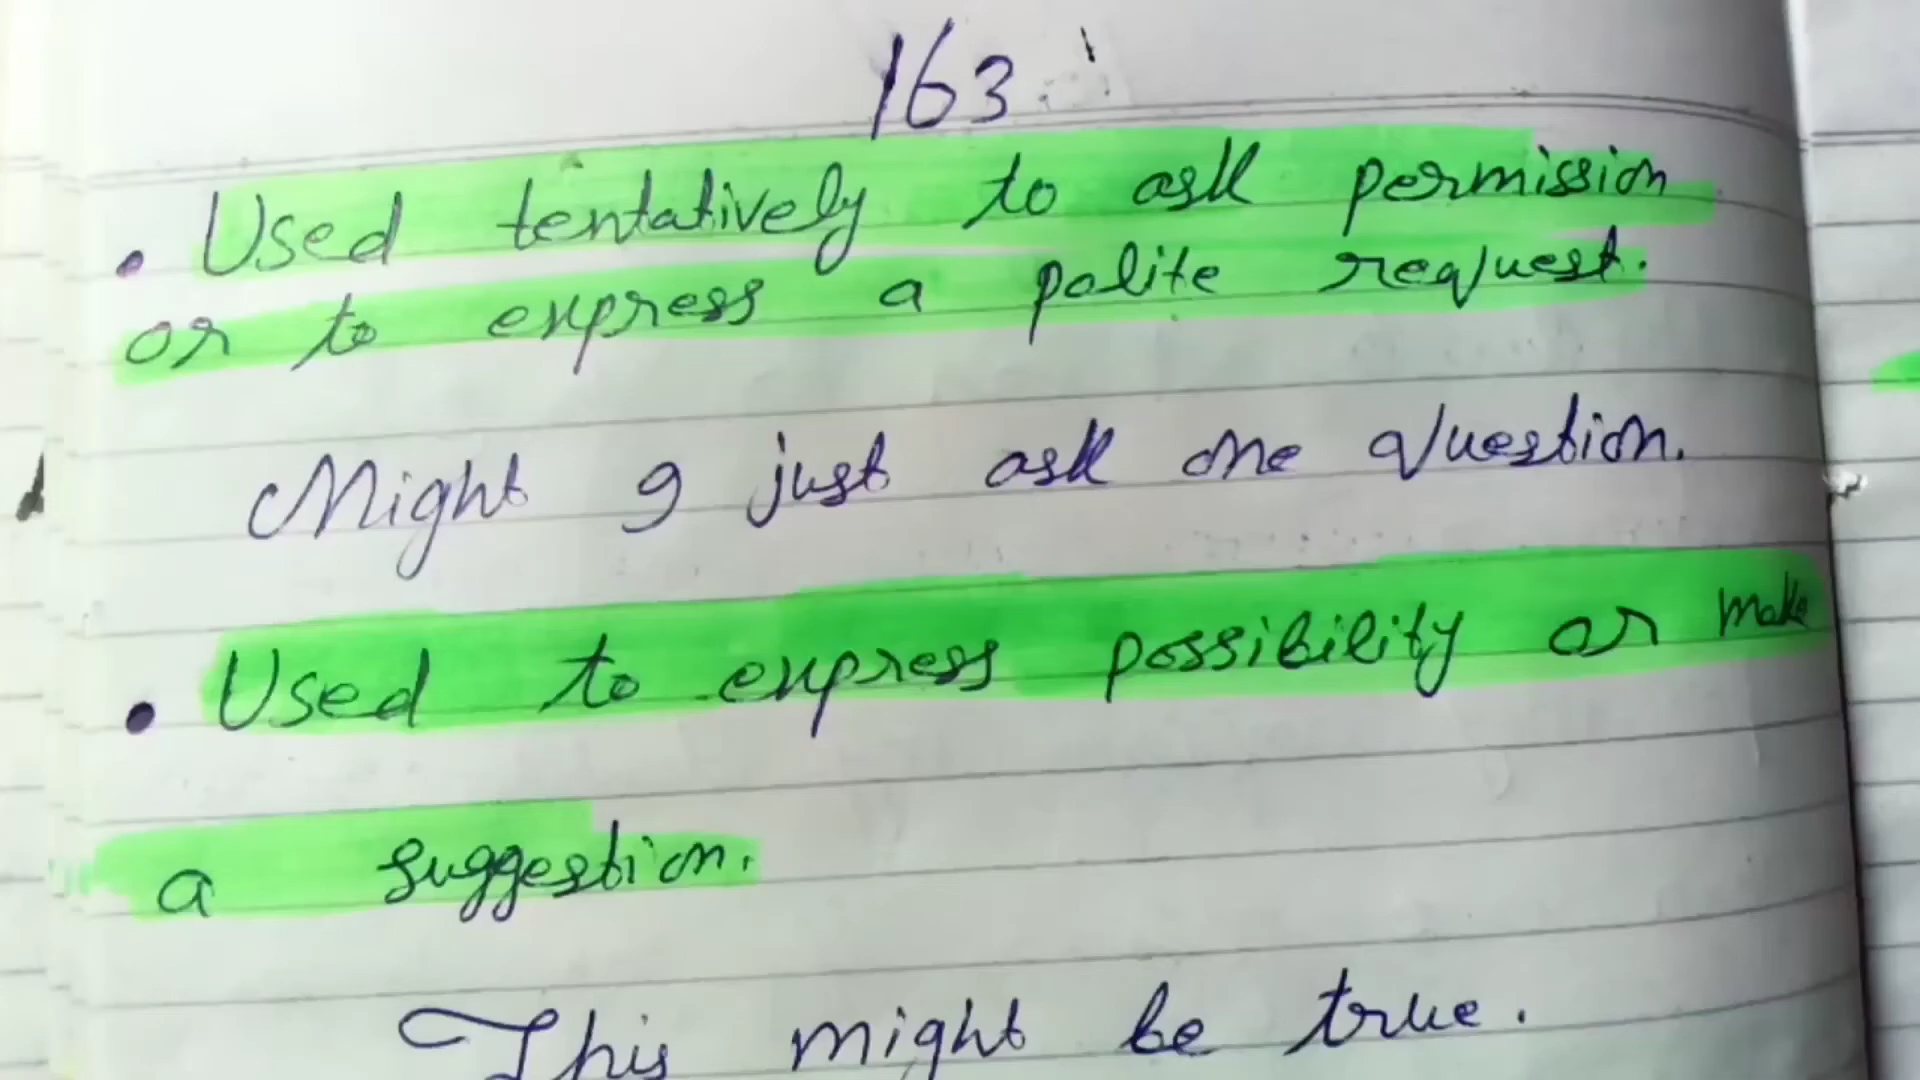 163
• Used tentatively to ask permission
or to express a polite request.
Might I just ask one question.
• Used to express possibility or make
a suggestion.
This might be true.